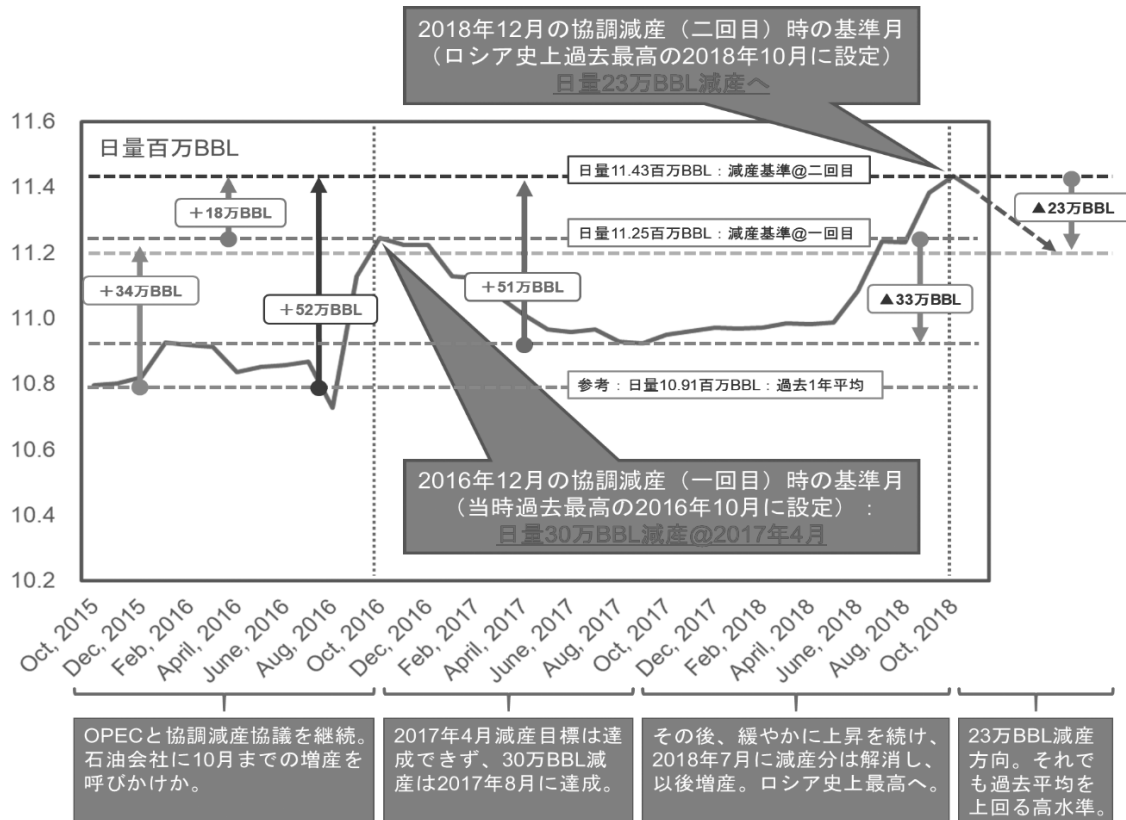 2018年12月の協調減産（二回目）時の基準月
（ロシア史上過去最高の2018年10月に設定）
日量23万BBL減産へ
日量百万BBL
11.6
11.4
11.2
11.0
10.8
10.6
10.4
10.2
日量11.43百万BBL：減産基準@二回目
日量11.25百万BBL：減産基準@一回目
参考：日量10.91百万BBL：過去1年平均
＋34万BBL
＋18万BBL
＋52万BBL
＋51万BBL
▲33万BBL
▲23万BBL
2016年12月の協調減産（一回目）時の基準月
（当時過去最高の2016年10月に設定）：
日量30万BBL減産@2017年4月
Oct, 2015
Dec, 2015
Feb, 2016
April, 2016
June, 2016
Aug, 2016
Oct, 2016
Dec, 2016
Feb, 2017
April, 2017
June, 2017
Aug, 2017
Oct, 2017
Dec, 2017
Feb, 2018
April, 2018
June, 2018
Aug, 2018
Oct, 2018
OPECと協調減産協議を継続。
石油会社に10月までの増産を
呼びかけか。
2017年4月減産目標は達
成できず、30万BBL減
産は2017年8月に達成。
その後、緩やかに上昇を続け、
2018年7月に減産分は解消し、
以後増産。ロシア史上最高へ。
23万BBL減産
方向。それで
も過去平均を
上回る高水準。